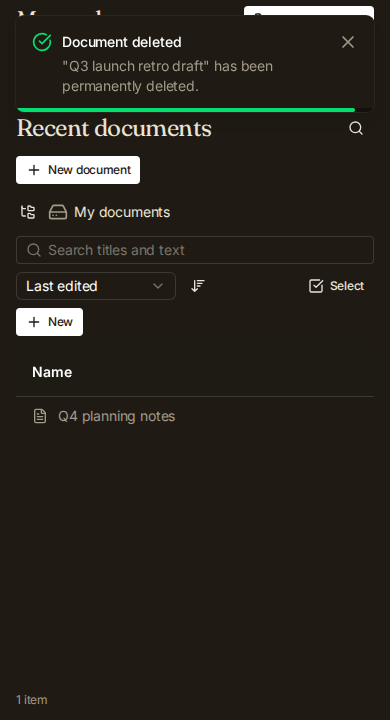 Document deleted
"Q3 launch retro draft" has been
permanently deleted.
Recent documents
New document
My documents
Search titles and text
Last edited
Select
New
Name
Q4 planning notes
1 item